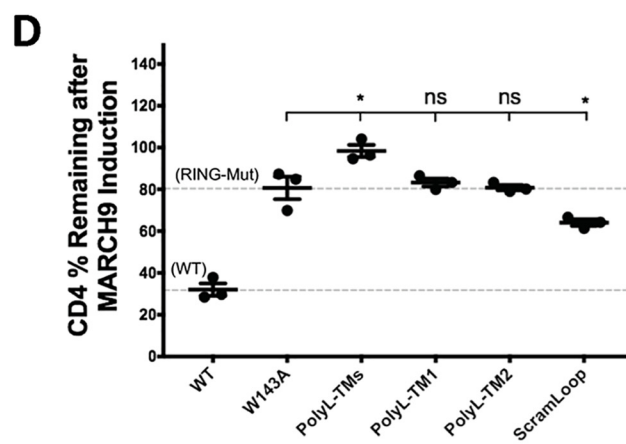 D
CD4 % Remaining after
MARCH9 Induction
140
120
100
80
60
40
20
0
* ns ns *
(RING-Mut)
(WT)
WT
W143A
PolyL-TMs
PolyL-TM1
PolyL-TM2
ScramLoop